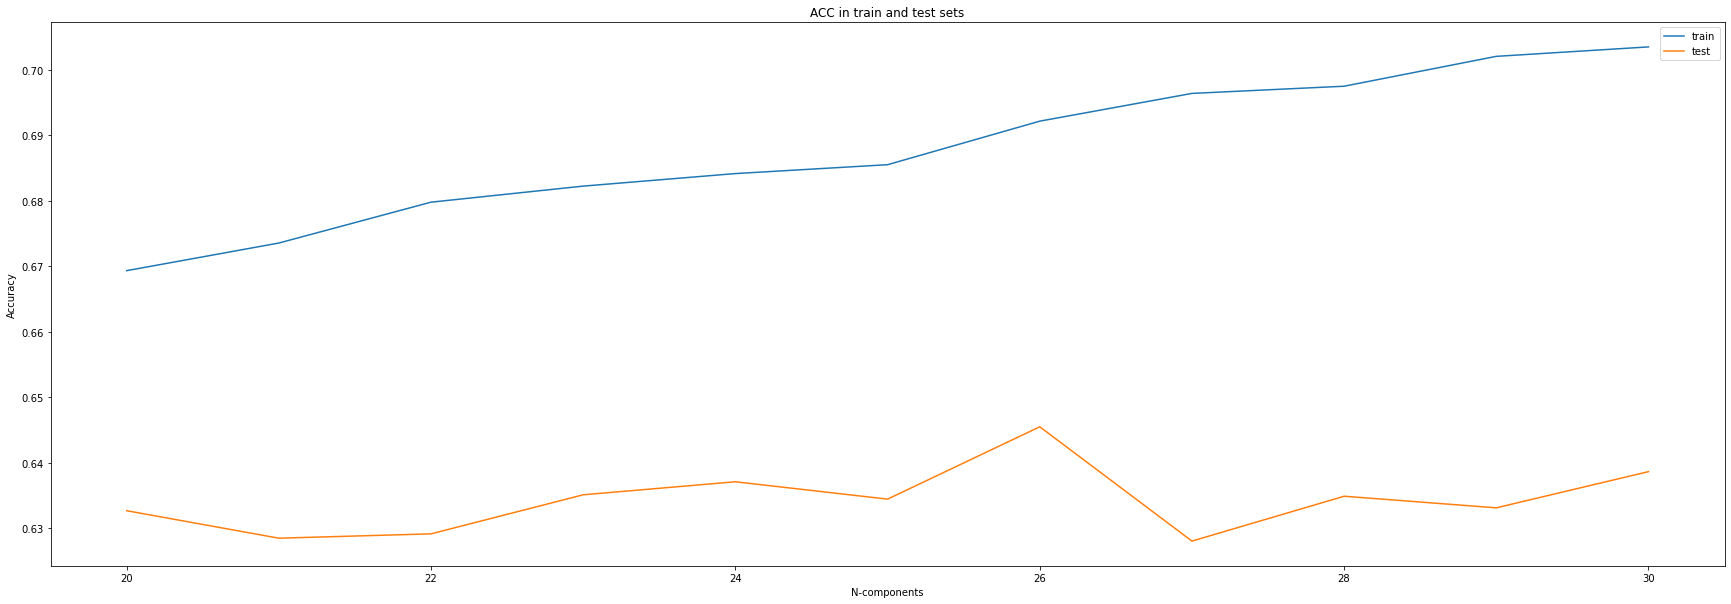 ACC in train and test sets
train
test
0.70
0.69
0.68
0.67
0.66
0.65
0.64
0.63
Accuracy
20 22 24 26 28 30
N-components